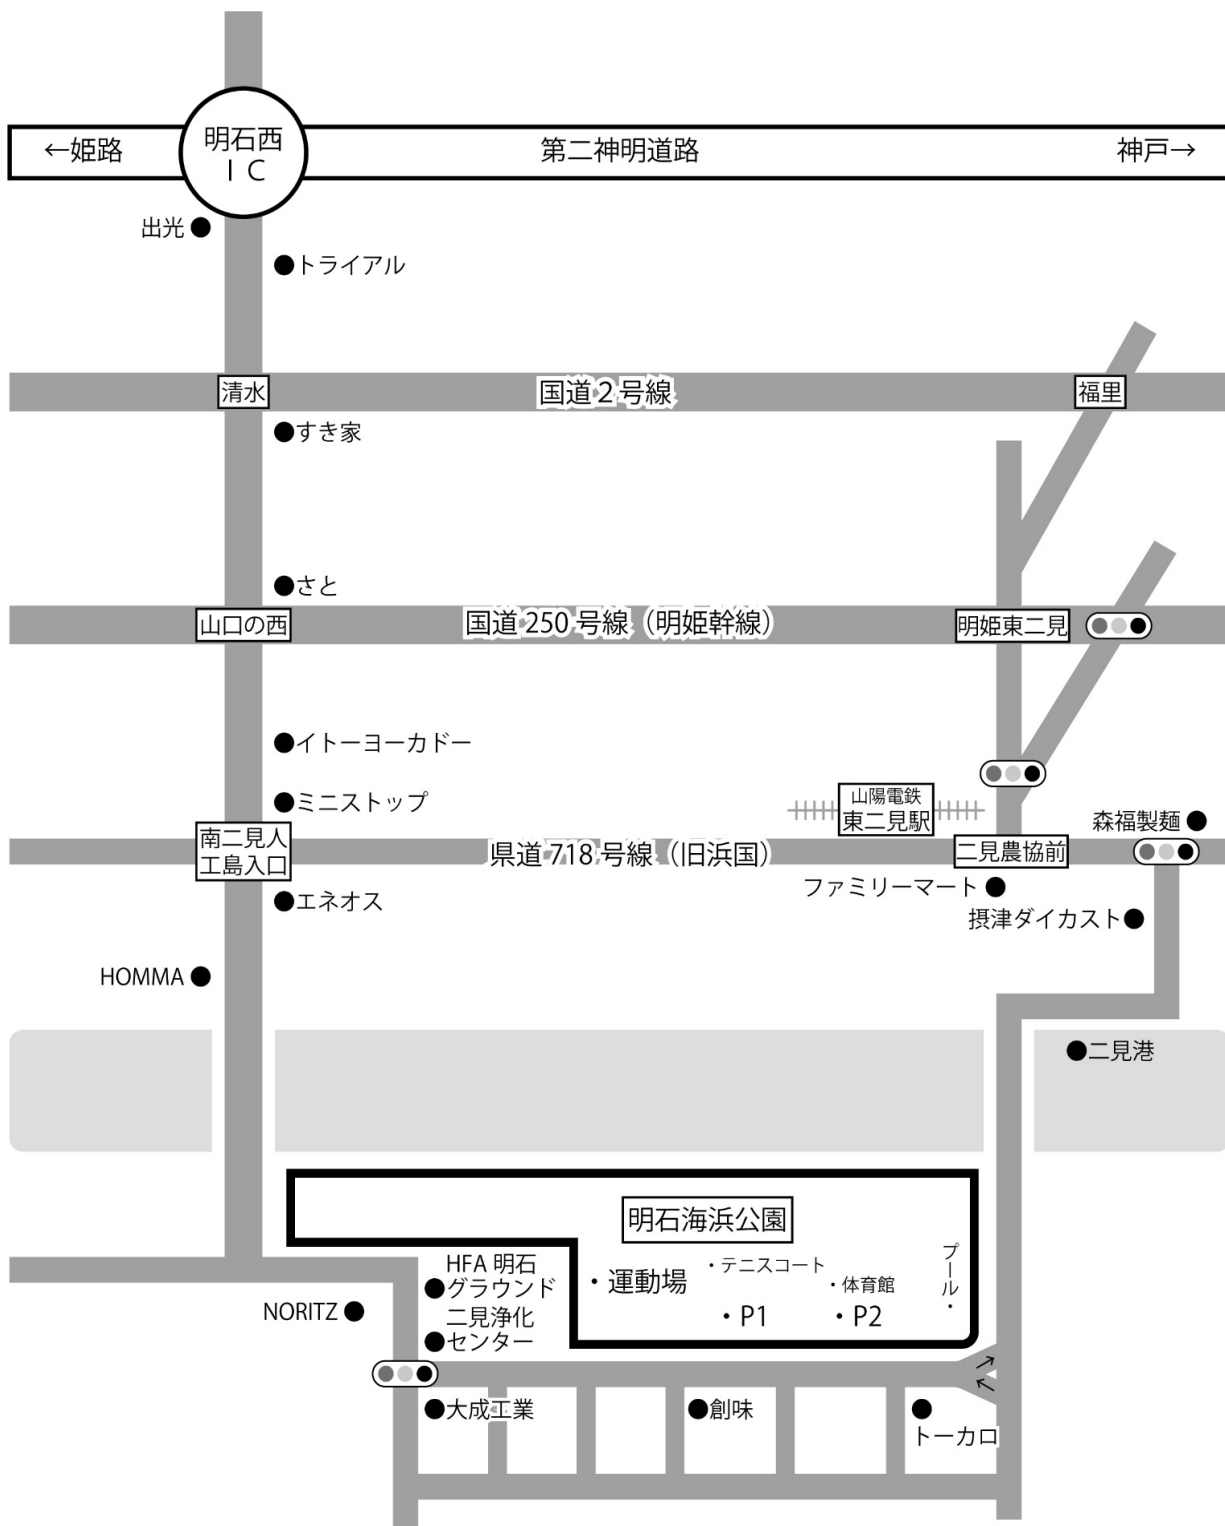 ←姫路
明石西
ＩＣ
第二神明道路
神戸→
出光
トライアル
清水
国道２号線
福里
すき家
さと
山口の西
国道 250 号線（明姫幹線）
明姫東二見
イトーヨーカドー
ミニストップ
山陽電鉄
東二見駅
南二見人
工島入口
県道 718 号線（旧浜国）
二見農協前
森福製麺
エネオス
ファミリーマート
摂津ダイカスト
HOMMA
二見港
明石海浜公園
・運動場
・テニスコート
・体育館
プール・
・P1
・P2
HFA 明石
グラウンド
NORITZ
二見浄化
センター
大成工業
創味
トーカロ